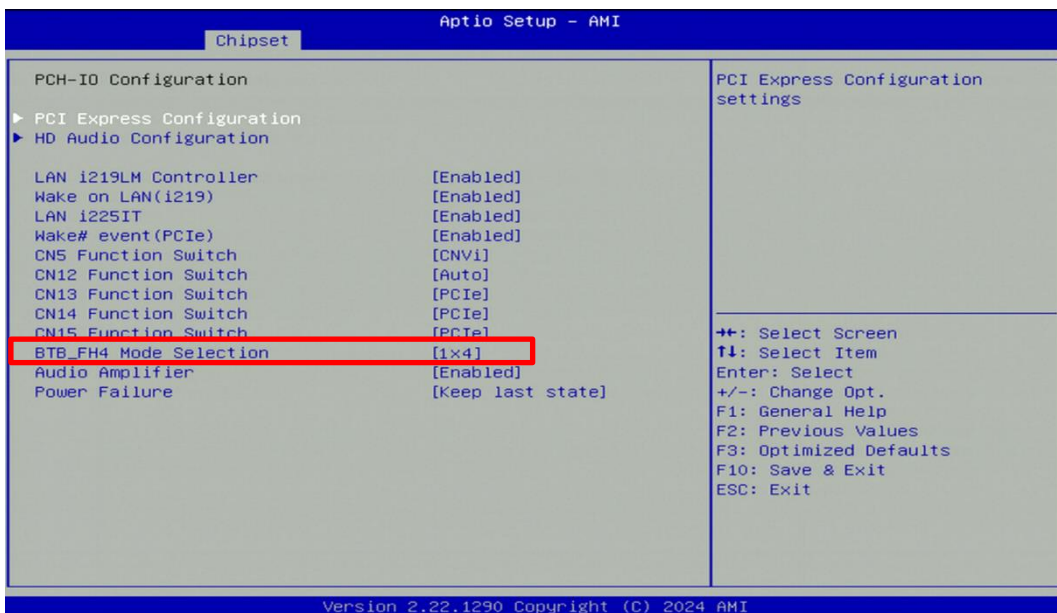 Aptio Setup – AMI
Chipset
PCH-IO Configuration
▶ PCI Express Configuration
▶ HD Audio Configuration
LAN i219LM Controller [Enabled]
Wake on LAN(i219) [Enabled]
LAN i225IT [Enabled]
Wake# event(PCIe) [Enabled]
CN5 Function Switch [CNVi]
CN12 Function Switch [Auto]
CN13 Function Switch [PCIe]
CN14 Function Switch [PCIe]
CN15 Function Switch [PCIe]
BTB_FH4 Mode Selection [1×4]
Audio Amplifier [Enabled]
Power Failure [Keep last state]
PCI Express Configuration
settings
→←: Select Screen
↑↓: Select Item
Enter: Select
+/-: Change Opt.
F1: General Help
F2: Previous Values
F3: Optimized Defaults
F10: Save & Exit
ESC: Exit
Version 2.22.1290 Copyright (C) 2024 AMI